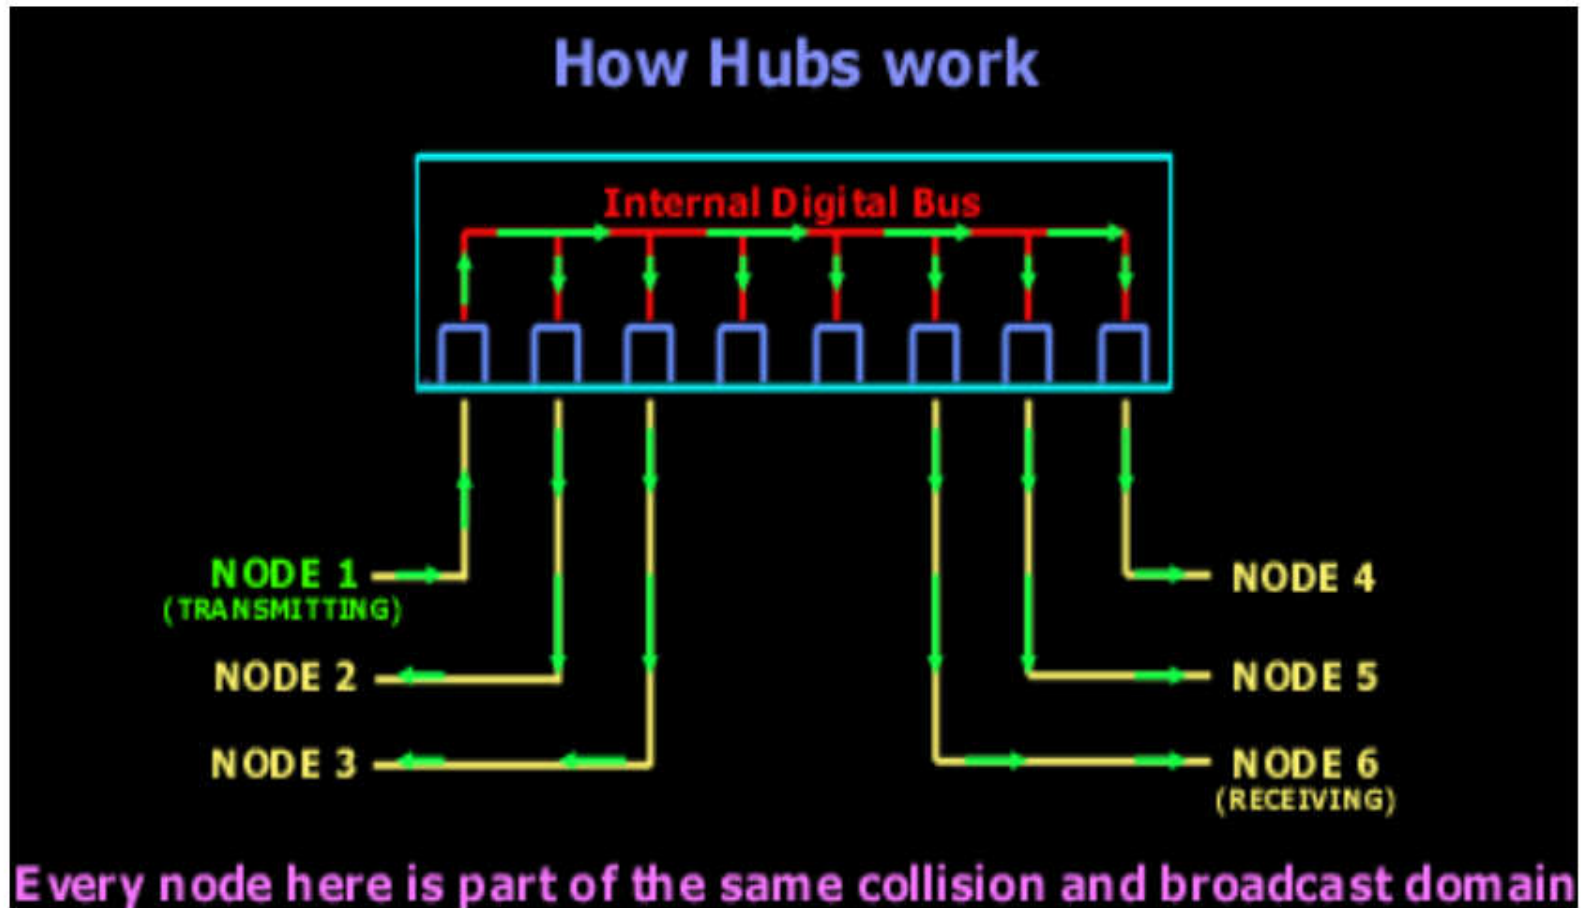 How Hubs work
Internal Digital Bus
NODE 1
(TRANSMITTING)
NODE 2
NODE 3
NODE 4
NODE 5
NODE 6
(RECEIVING)
Every node here is part of the same collision and broadcast domain